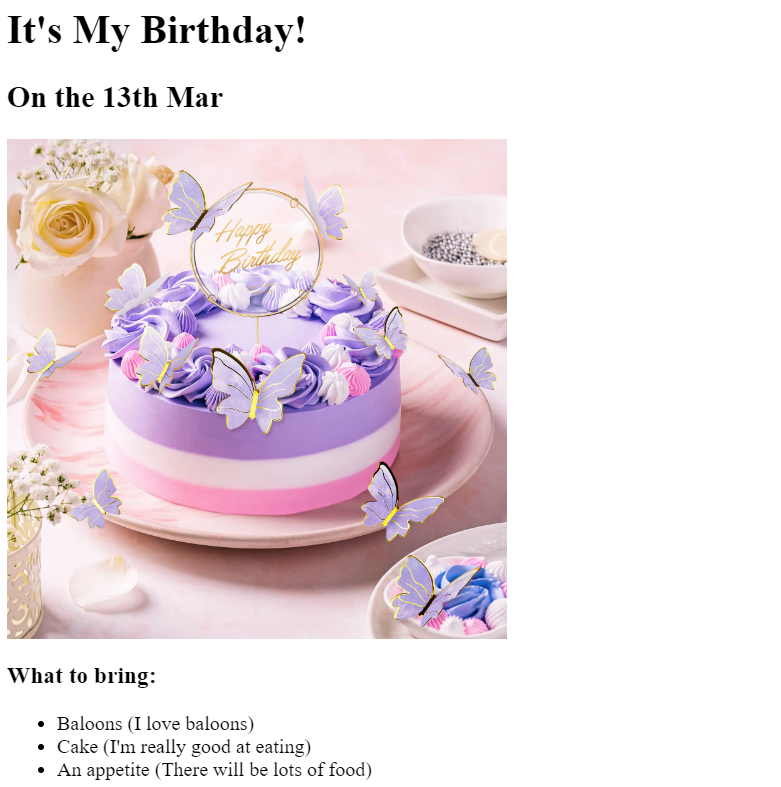 It's My Birthday!
On the 13th Mar
Happy
Birthday
What to bring:
Baloons (I love baloons)
Cake (I'm really good at eating)
An appetite (There will be lots of food)